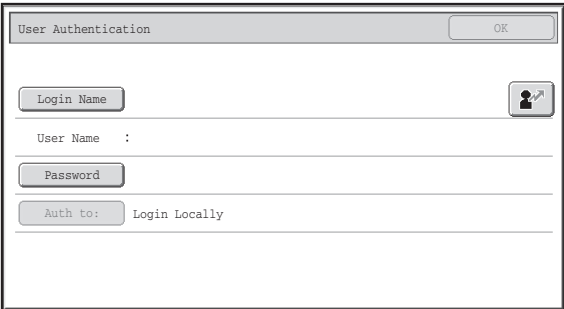 User Authentication
OK
Login Name
User Name :
Password
Auth to: Login Locally